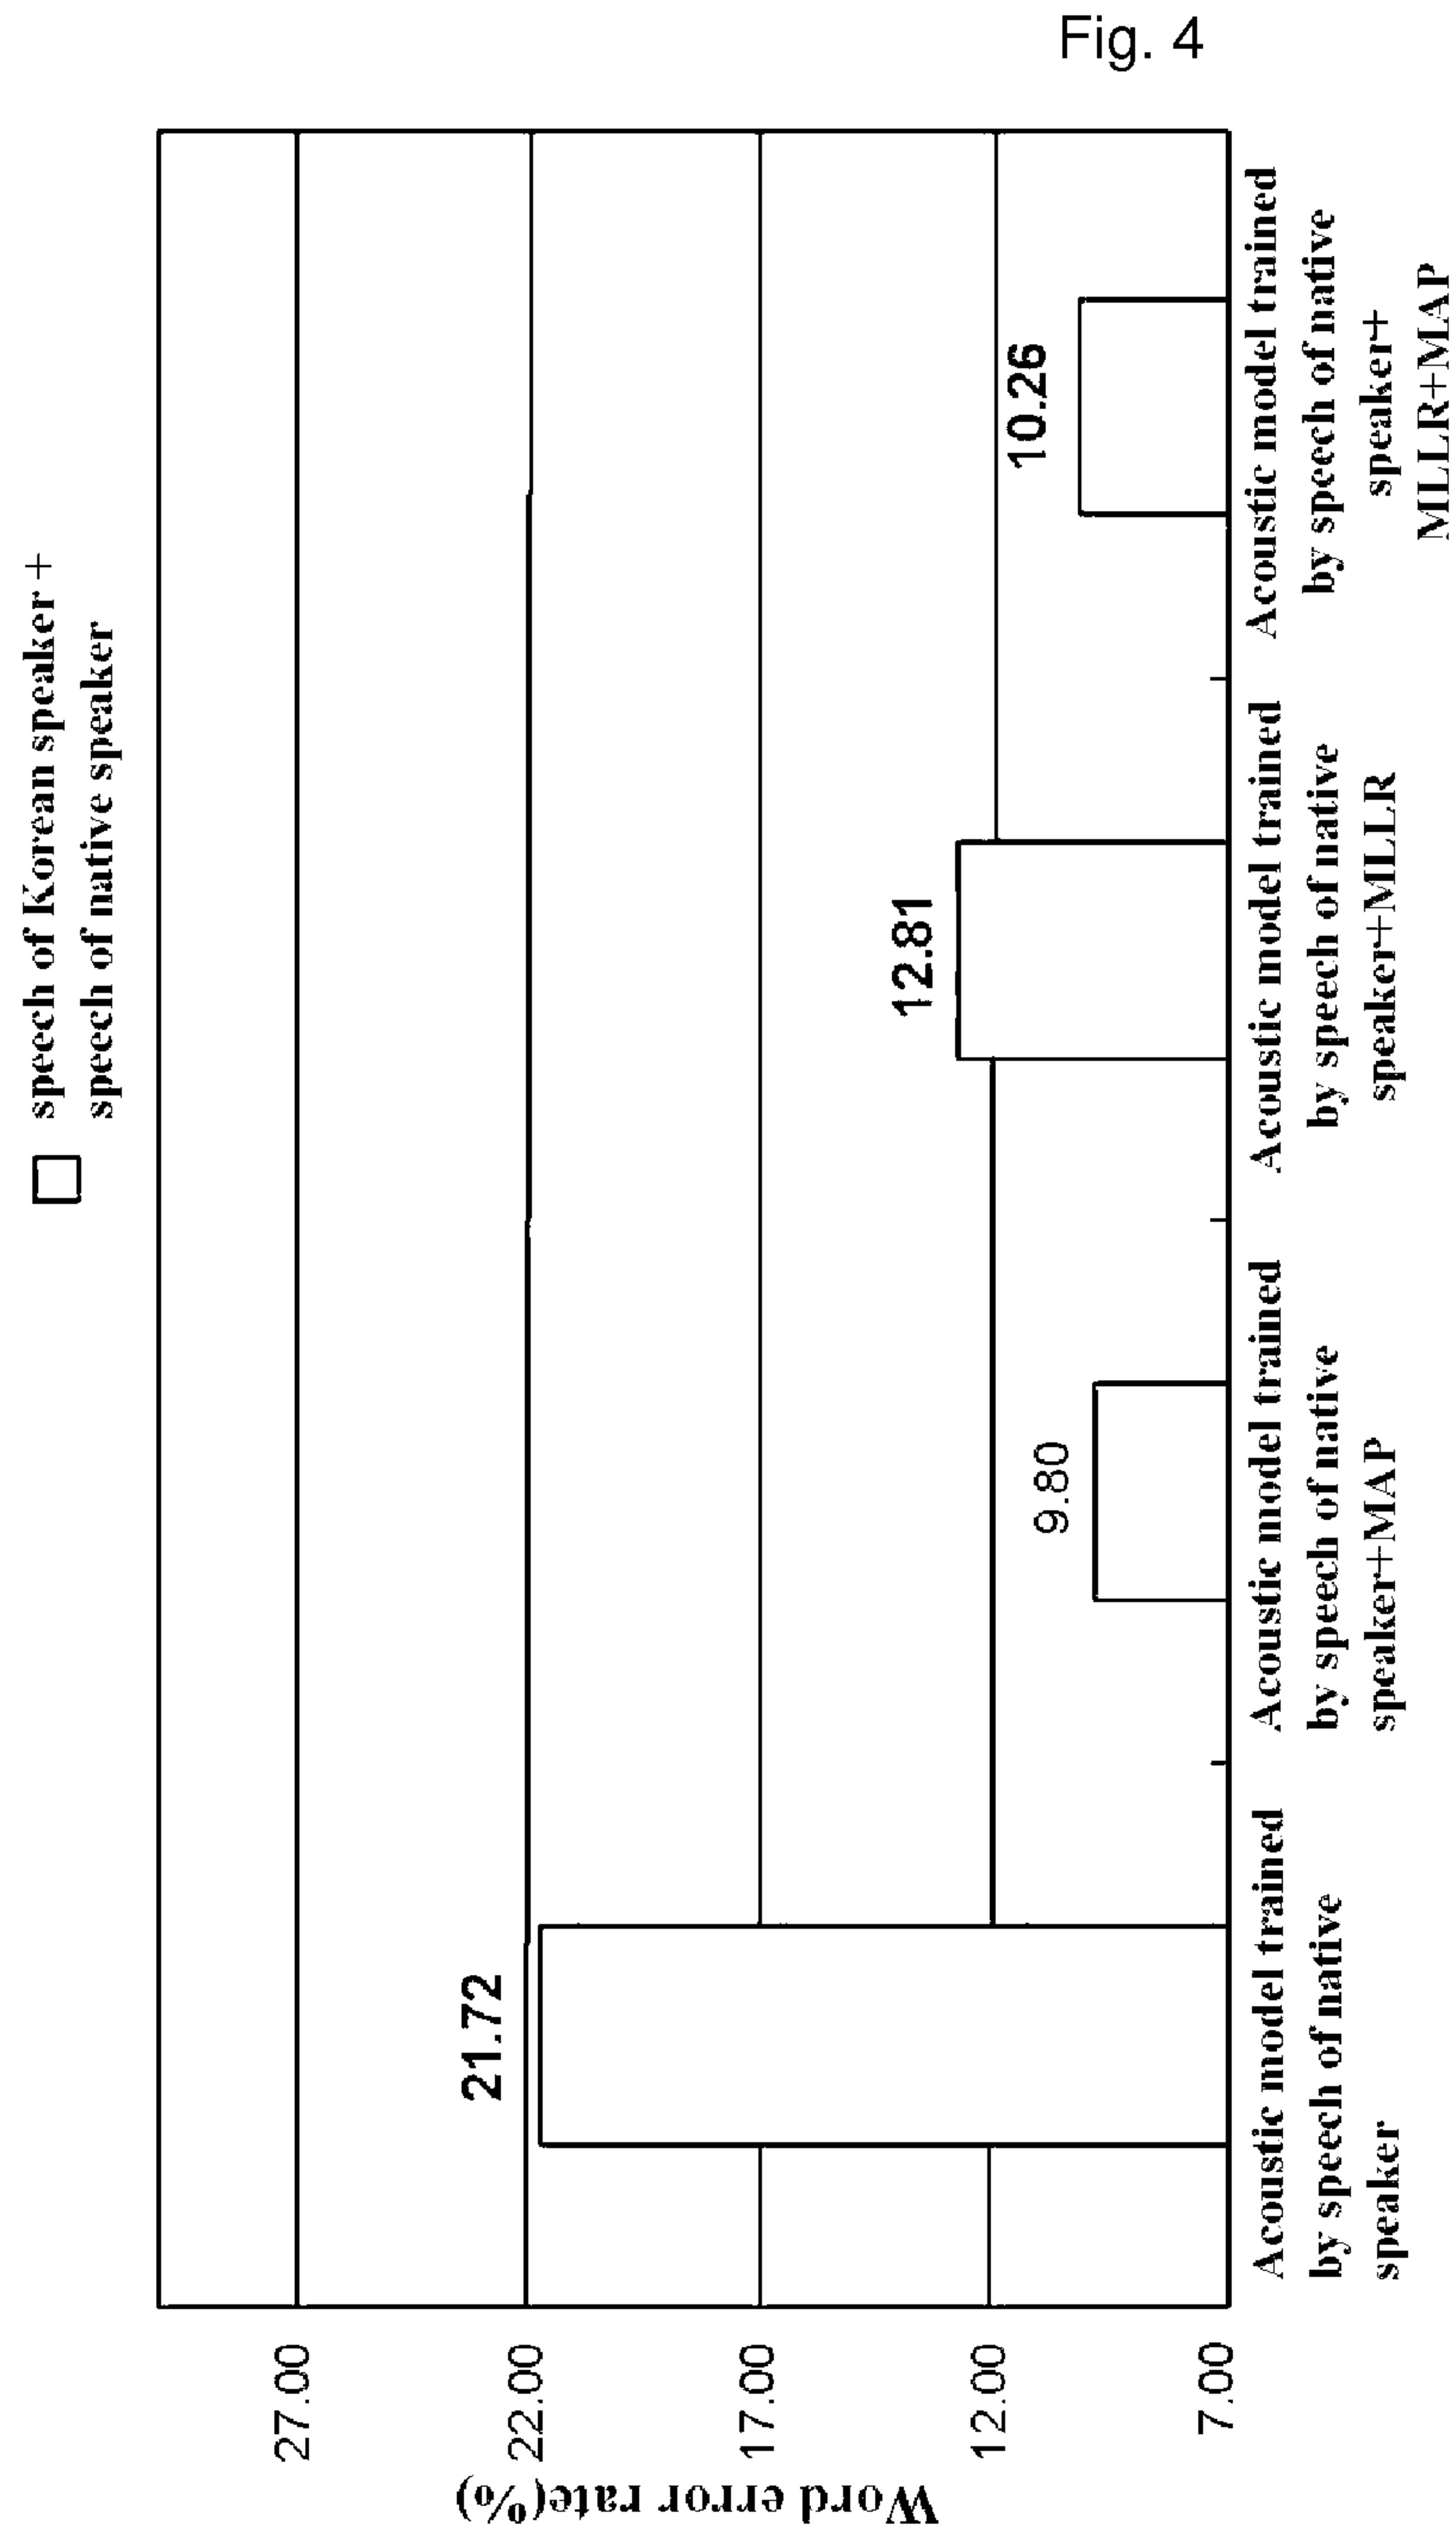 Fig. 4
speech of Korean speaker +
speech of native speaker
Word error rate(%)
27.00
22.00
17.00
12.00
7.00
21.72
9.80
12.81
10.26
Acoustic model trained
by speech of native
speaker
Acoustic model trained
by speech of native
speaker+MAP
Acoustic model trained
by speech of native
speaker+MLLR
Acoustic model trained
by speech of native
speaker+
MLLR+MAP